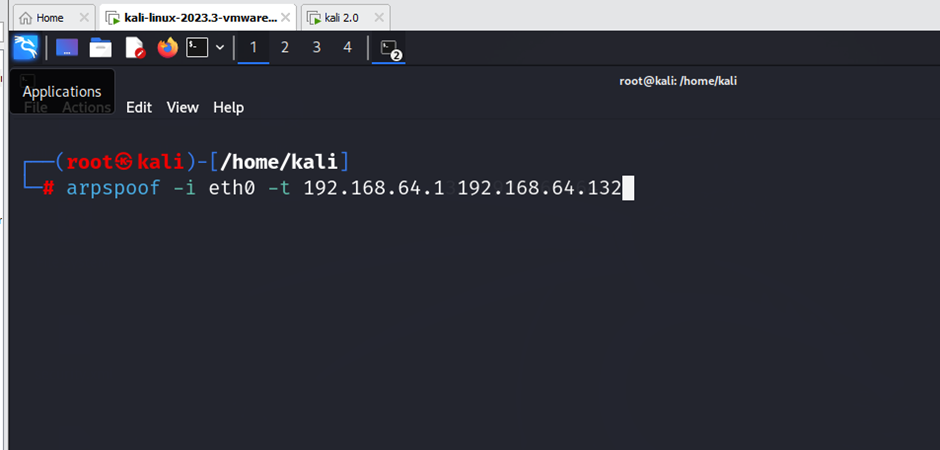 Home kali-linux-2023.3-vmware... kali 2.0
1 2 3 4 2
root@kali: /home/kali
Applications
File Actions Edit View Help
(root㉿kali)-[/home/kali]
# arpspoof -i eth0 -t 192.168.64.1 192.168.64.132